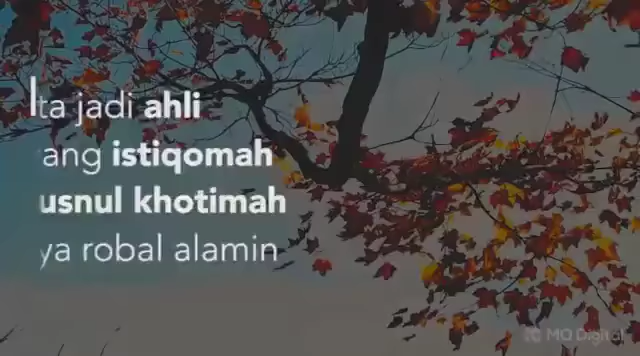 Ita jadi ahli
ang istiqomah
usnul khotimah
ya robal alamin
MQ Digital